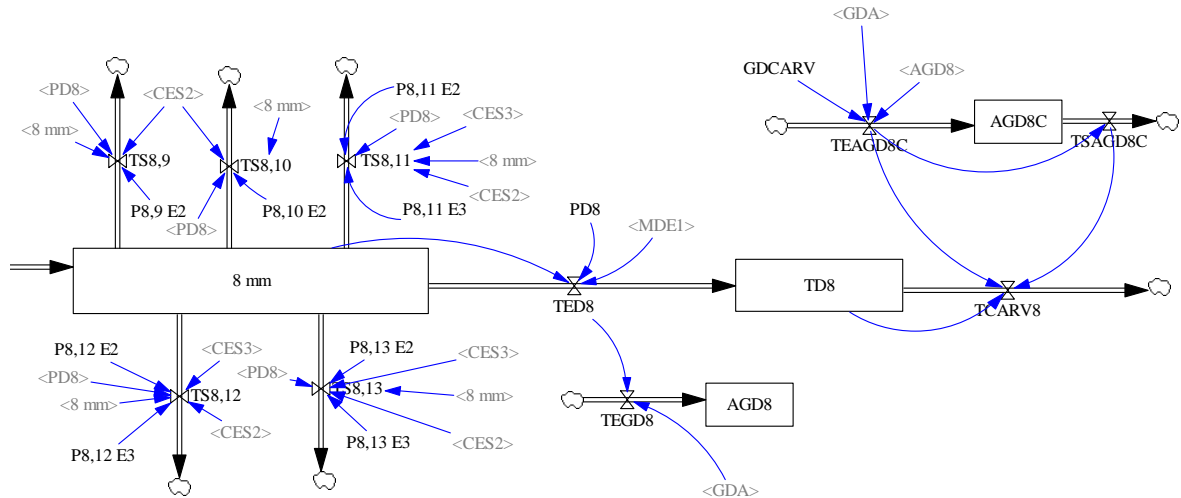 <GDA>
GDCARV
<AGD8>
AGD8C
TEAGD8C
TSAGD8C
<PD8>
<CES2>
<8 mm>
P8,11 E2
<PD8>
<CES3>
<8 mm>
TS8,9
TS8,10
TS8,11
<8 mm>
<CES2>
P8,9 E2
<PD8>
P8,10 E2
P8,11 E3
PD8
<MDE1>
8 mm
TED8
TD8
TCARV8
P8,12 E2
<CES3>
<PD8>
<8 mm>
TS8,12
<CES2>
P8,12 E3
P8,13 E2
<CES3>
<PD8>
TS8,13
<8 mm>
<CES2>
P8,13 E3
TEGD8
AGD8
<GDA>